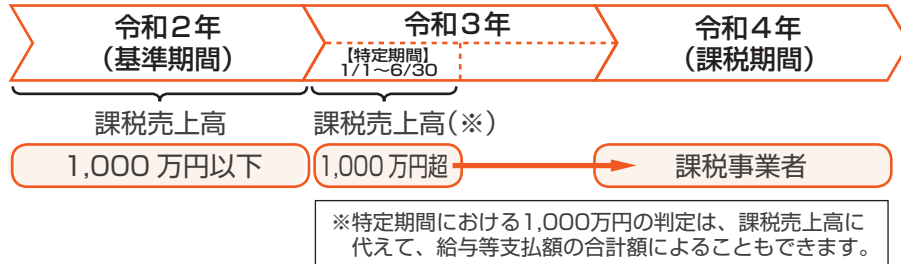 令和2年
(基準期間)
令和3年
【特定期間】
1/1~6/30
令和4年
(課税期間)
課税売上高
課税売上高(※)
1,000 万円以下
1,000 万円超
課税事業者
※特定期間における1,000万円の判定は、課税売上高に
代えて、給与等支払額の合計額によることもできます。